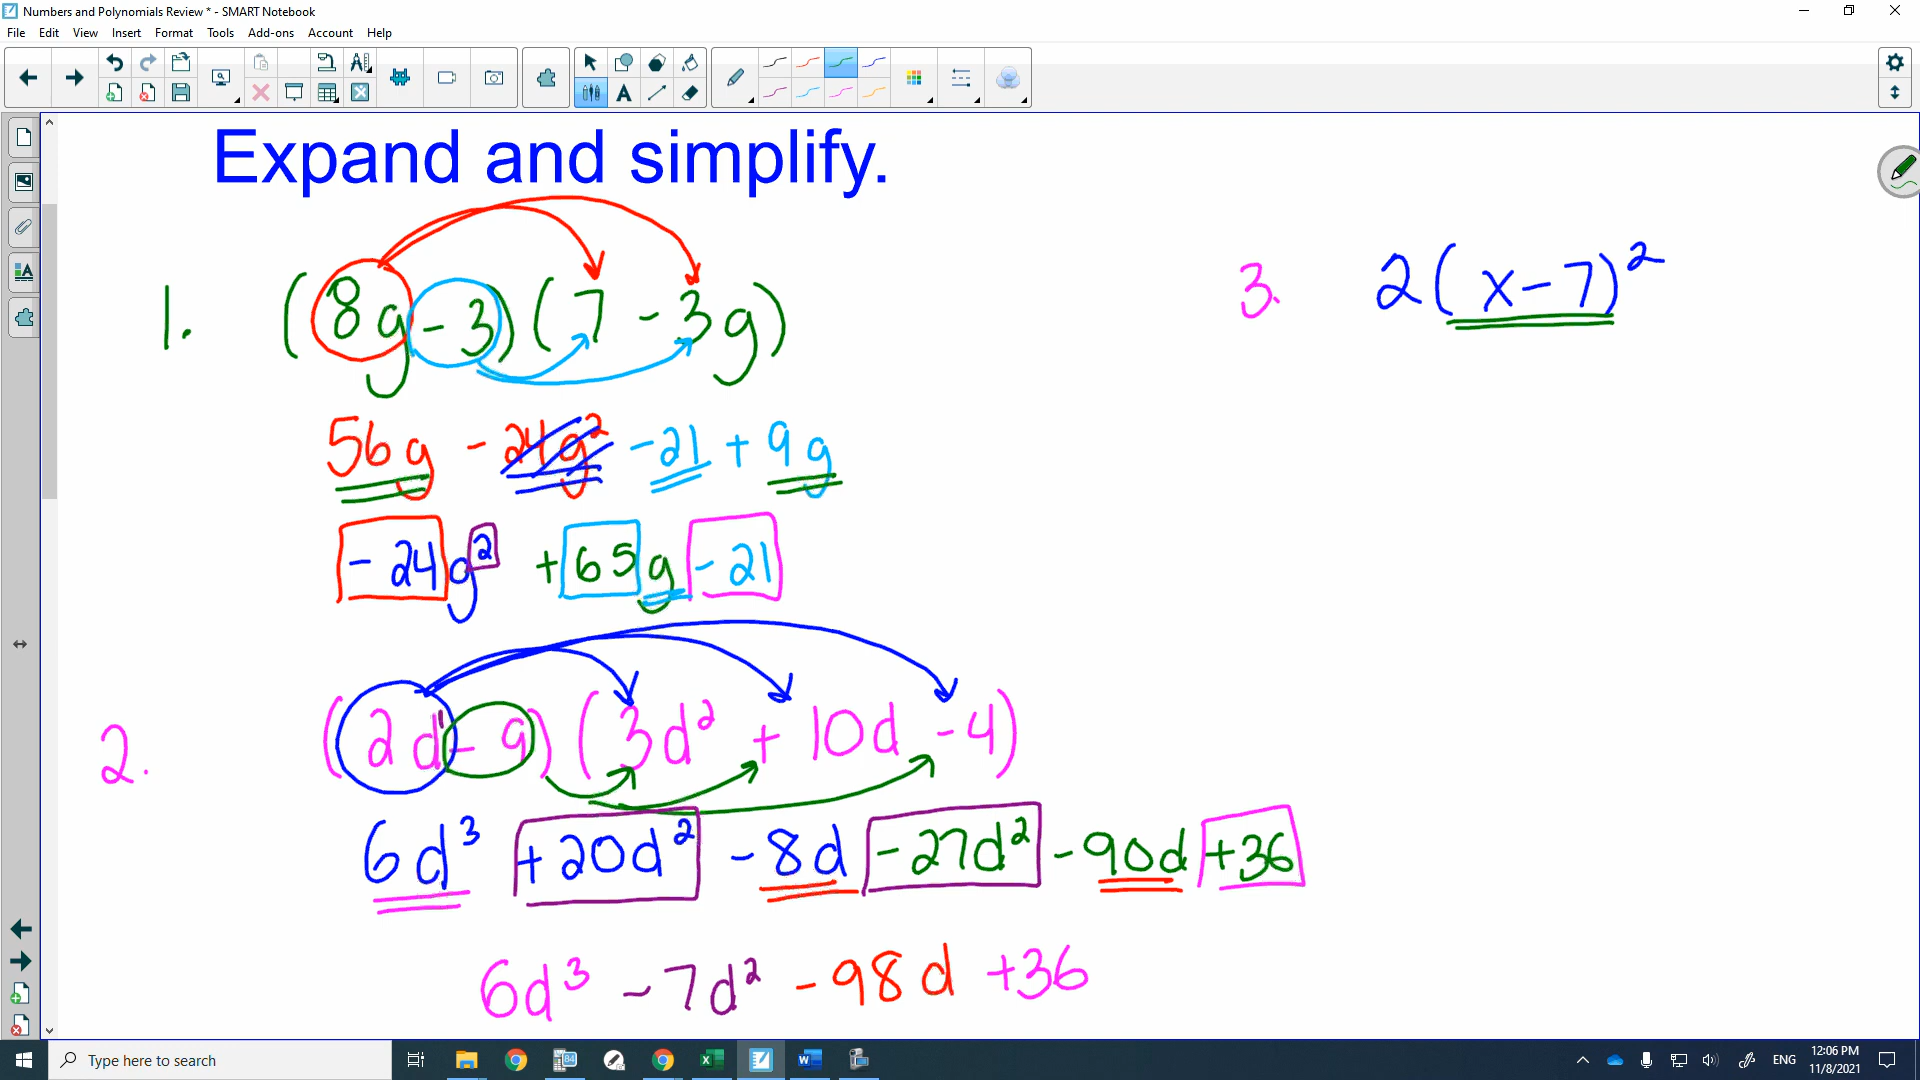 Numbers and Polynomials Review * - SMART Notebook
File Edit View Insert Format Tools Add-ons Account Help
Expand and simplify.
1. (8g - 3)(7 - 3g)
56g - 24g² - 21 + 9g
- 24g² + 65g - 21
2. (2d¹ - 9)(3d² + 10d - 4)
6d³ + 20d² - 8d - 27d² - 90d + 36
6d³ - 7d² - 98d + 36
3. 2(x - 7)²
Type here to search
84
ENG
12:06 PM
11/8/2021